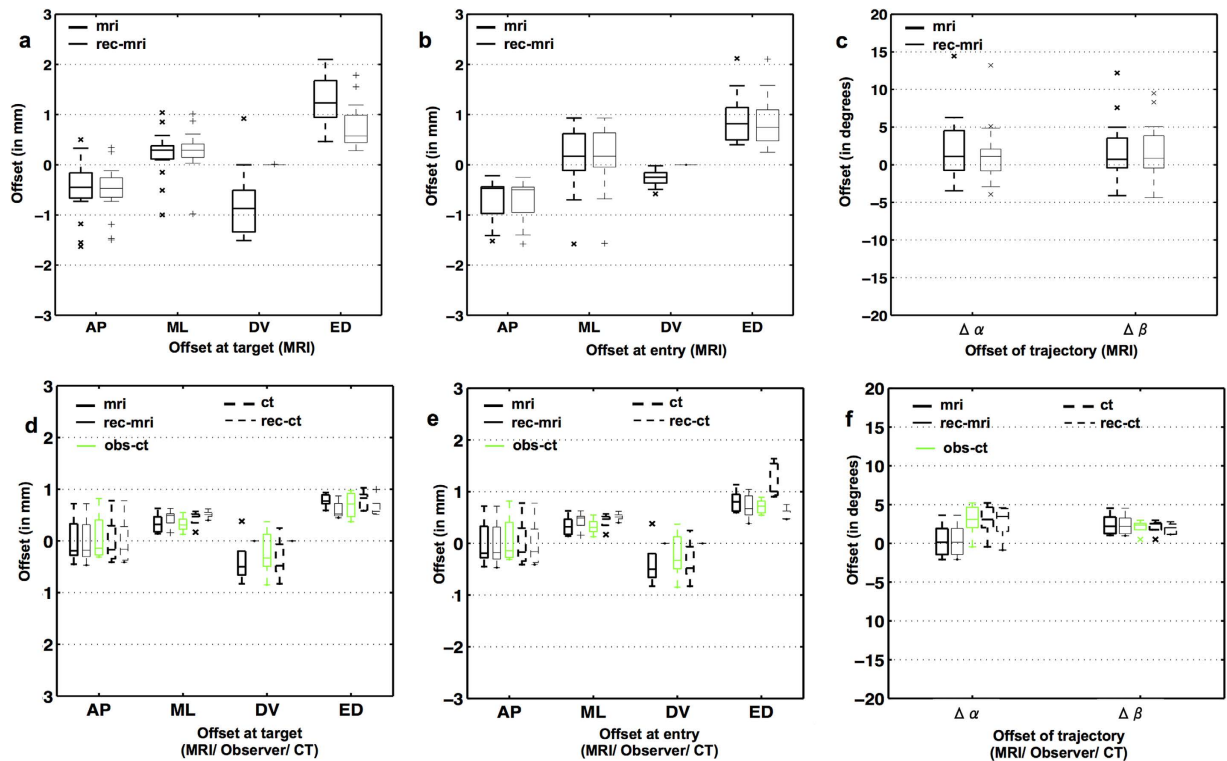 a
mri
rec-mri
Offset (in mm)
3
2
1
0
−1
−2
−3
AP ML DV ED
Offset at target (MRI)
b
mri
rec-mri
Offset (in mm)
3
2
1
0
−1
−2
−3
AP ML DV ED
Offset at entry (MRI)
c
mri
rec-mri
Offset (in degrees)
20
15
10
5
0
−5
−10
−15
−20
Δ α Δ β
Offset of trajectory (MRI)
d
mri ct
rec-mri rec-ct
obs-ct
Offset (in mm)
3
2
1
0
1
2
3
AP ML DV ED
Offset at target
(MRI/ Observer/ CT)
e
mri ct
rec-mri rec-ct
obs-ct
Offset (in mm)
3
2
1
0
−1
−2
−3
AP ML DV ED
Offset at entry
(MRI/ Observer/ CT)
f
mri ct
rec-mri rec-ct
obs-ct
Offset (in degrees)
20
15
10
5
0
−5
−10
−15
−20
Δ α Δ β
Offset of trajectory
(MRI/ Observer/ CT)